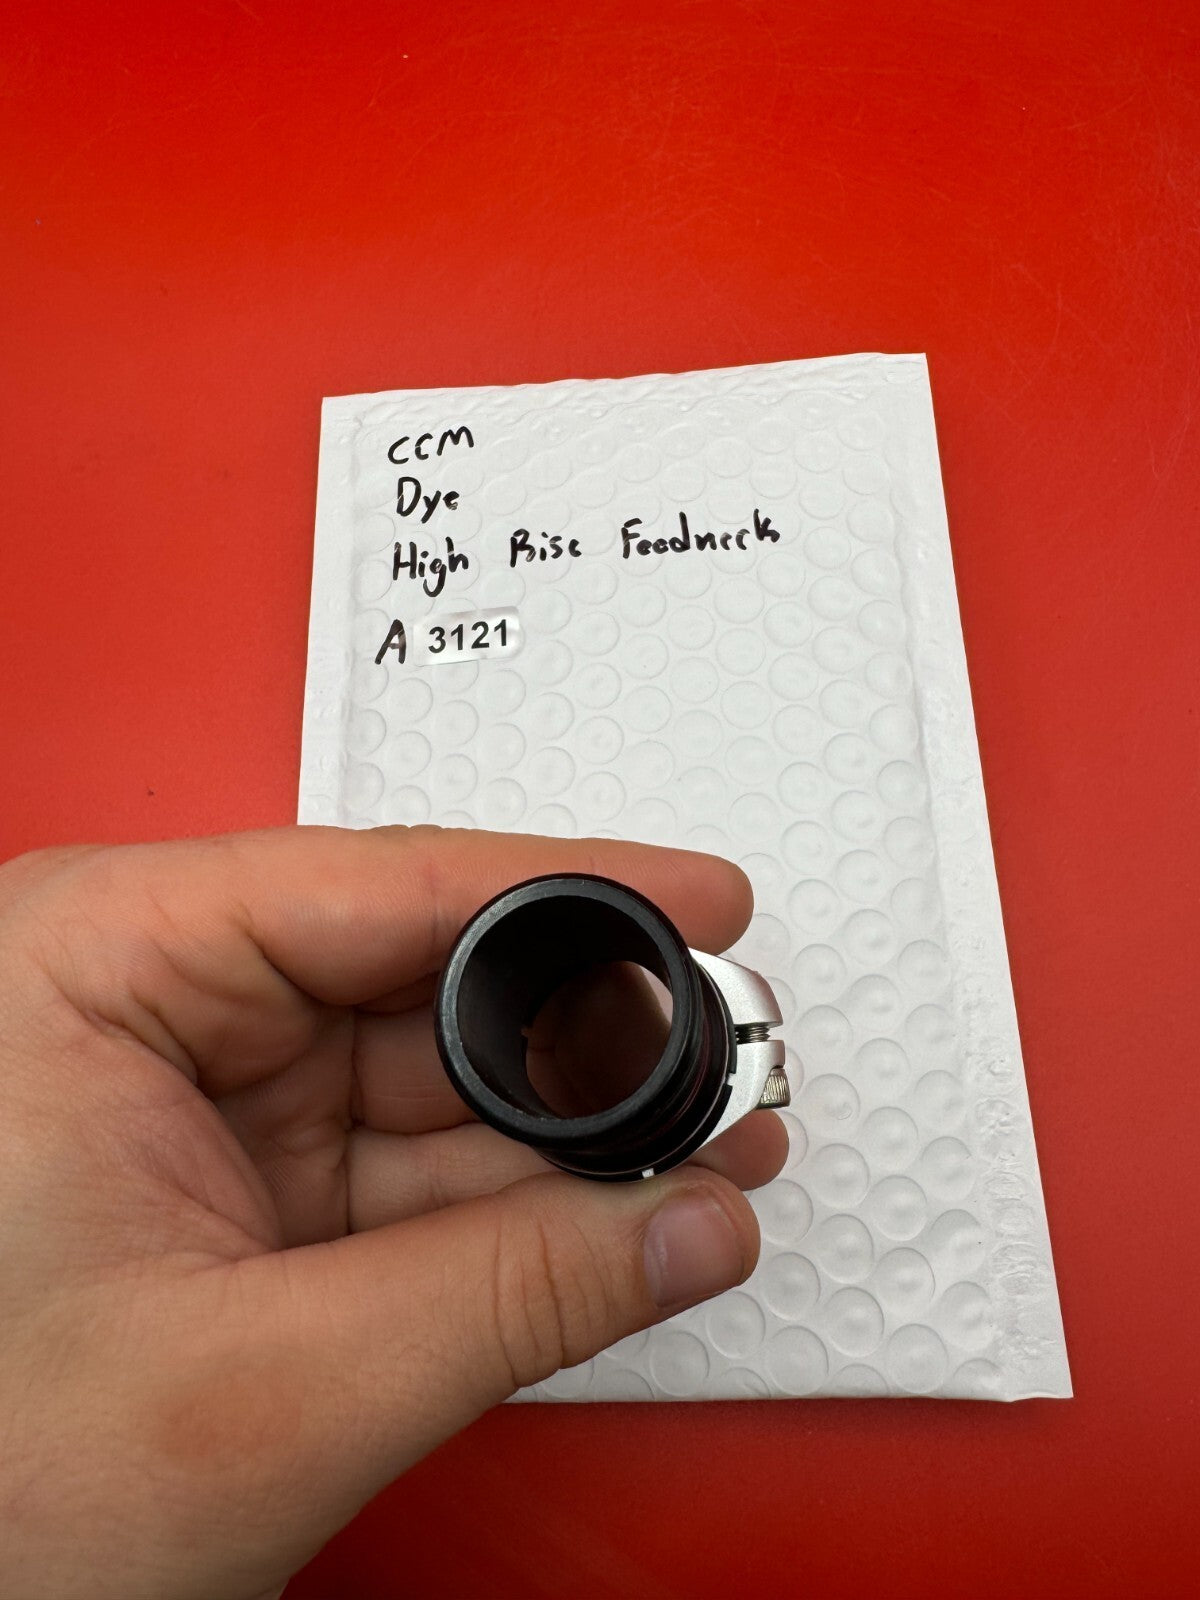 CCM
Dye
High Rise Feedneck
A 3121